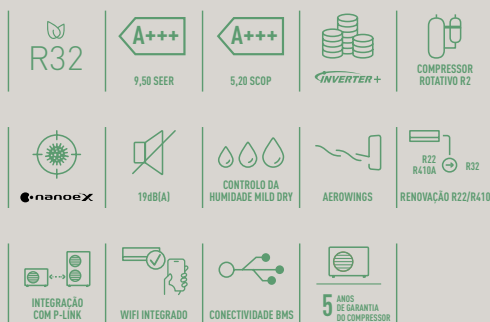 R32
A+++
9,50 SEER
A+++
5,20 SCOP
INVERTER+
COMPRESSOR
ROTATIVO R2
nanoeX
19dB(A)
CONTROLO DA
HUMIDADE MILD DRY
AEROWINGS
R22
R410A
R32
RENOVAÇÃO R22/R410
INTEGRAÇÃO
COM P-LINK
WIFI INTEGRADO
CONECTIVIDADE BMS
5 ANOS
DE GARANTIA
DO COMPRESSOR